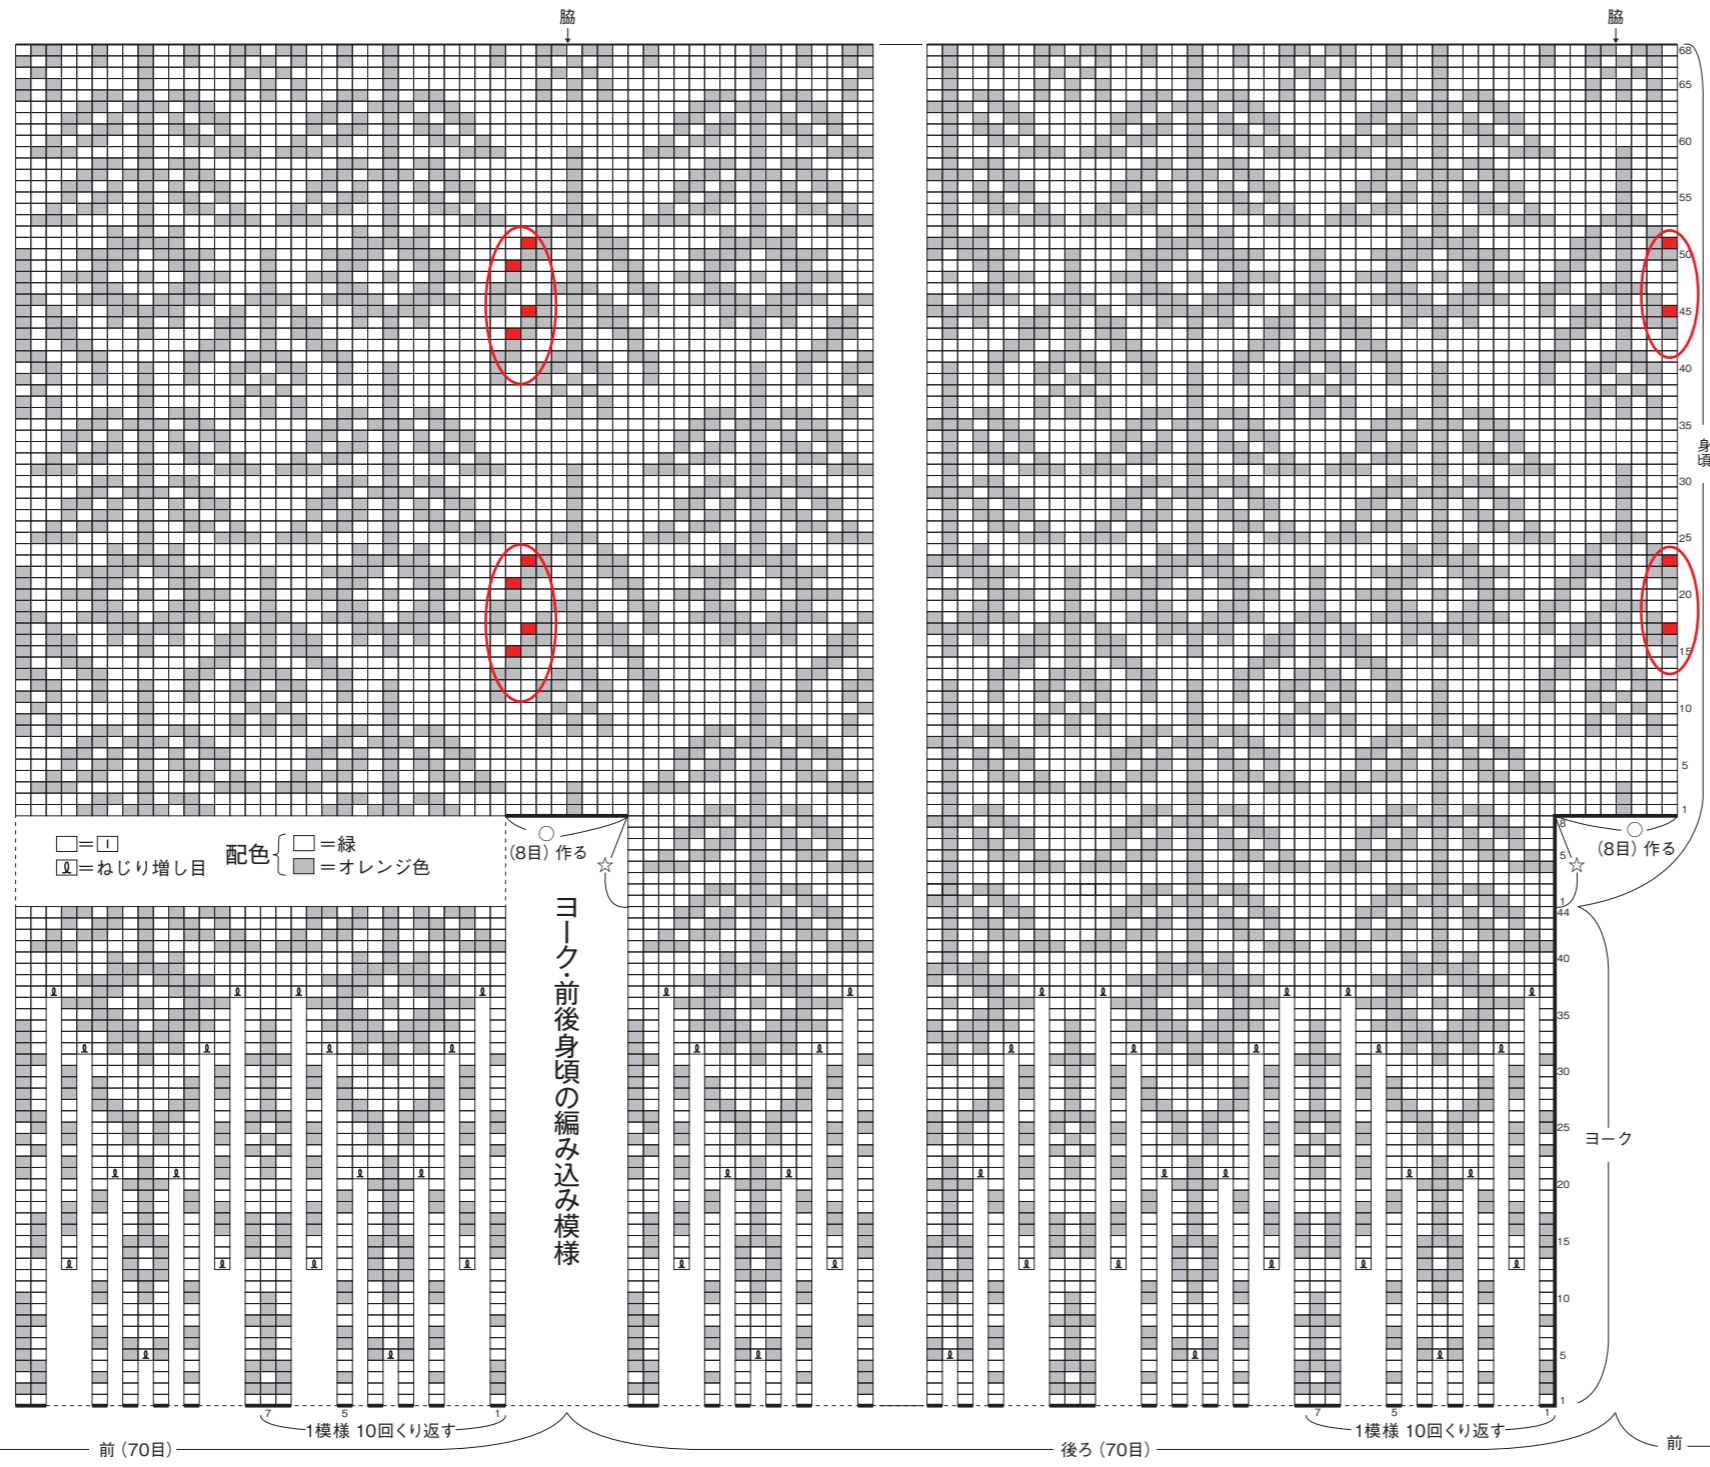 脇
脇
68
65
60
55
50
45
40
35
30
25
20
15
10
5
1
身頃
□=□
ℓ=ねじり増し目
配色
□=緑
■=オレンジ色
(8目)作る
☆
ヨーク・前後身頃の編み込み模様
(8目)作る
☆
8
5
1
44
40
35
30
25
20
15
10
5
1
ヨーク
7 5 1
1模様 10回くり返す
7 5 1
1模様 10回くり返す
前(70目)
後ろ(70目)
前